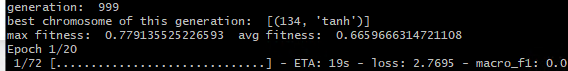 generation:  999
best chromosome of this generation:  [(134, 'tanh')]
max fitness:  0.779135525226593  avg fitness:  0.6659666314721108
Epoch 1/20
 1/72 [..............................] - ETA: 19s - loss: 2.7695 - macro_f1: 0.0